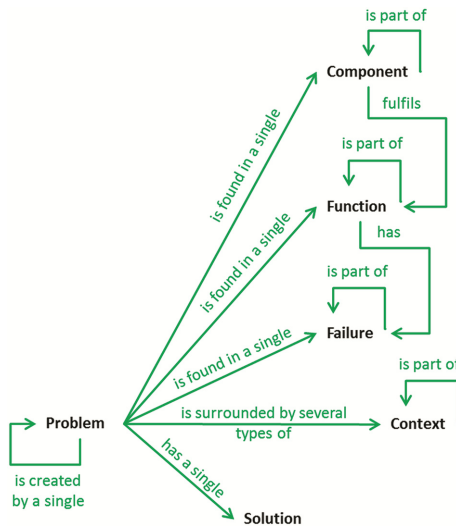 is part of
Component
fulfils
is found in a single
is part of
Function
is found in a single
has
is part of
Failure
is found in a single
is part of
is surrounded by several
types of
Context
Problem
is created
by a single
has a single
Solution